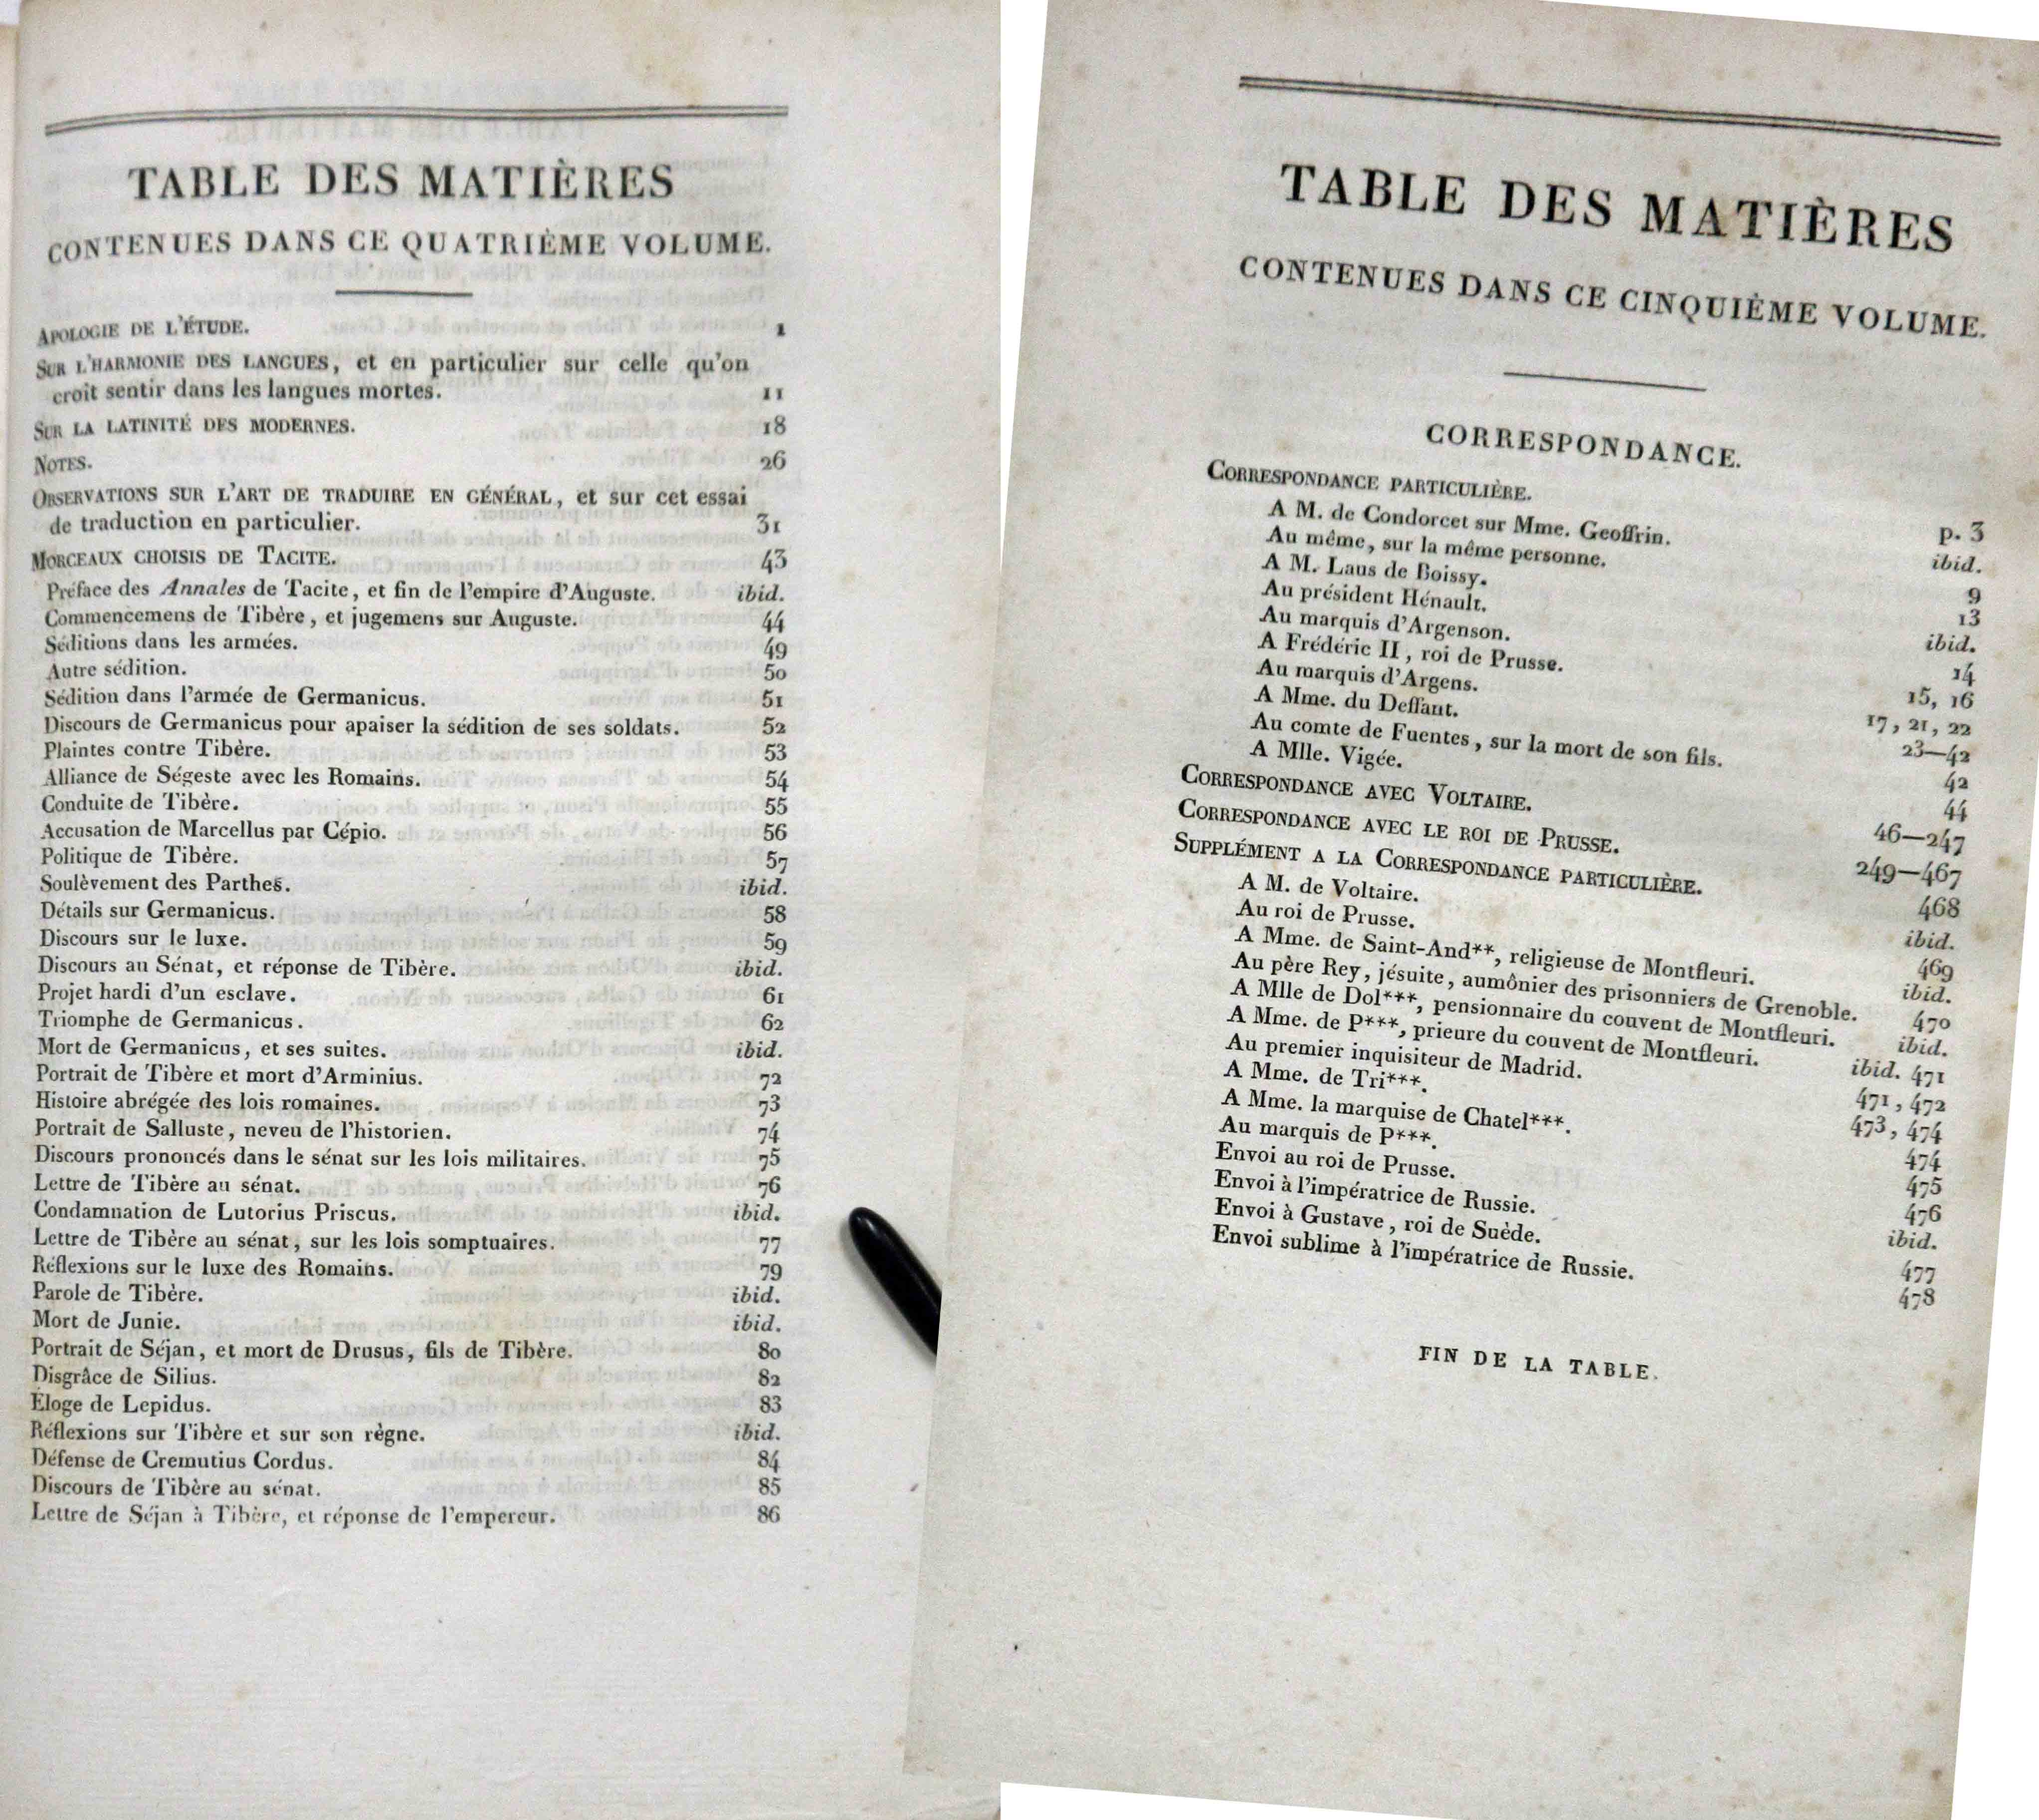 TABLE DES MATIÈRES
CONTENUES DANS CE QUATRIÈME VOLUME.
APOLOGIE DE L'ÉTUDE. 1
SUR L'HARMONIE DES LANGUES, et en particulier sur celle qu'on
croit sentir dans les langues mortes. 11
SUR LA LATINITÉ DES MODERNES. 18
NOTES. 26
OBSERVATIONS SUR L'ART DE TRADUIRE EN GÉNÉRAL, et sur cet essai
de traduction en particulier. 31
MORCEAUX CHOISIS DE TACITE. 43
Préface des Annales de Tacite, et fin de l'empire d'Auguste. ibid.
Commencemens de Tibère, et jugemens sur Auguste. 44
Séditions dans les armées. 49
Autre sédition. 50
Sédition dans l'armée de Germanicus. 51
Discours de Germanicus pour apaiser la sédition de ses soldats. 52
Plaintes contre Tibère. 53
Alliance de Ségeste avec les Romains. 54
Conduite de Tibère. 55
Accusation de Marcellus par Cépio. 56
Politique de Tibère. 57
Soulèvement des Parthes. ibid.
Détails sur Germanicus. 58
Discours sur le luxe. 59
Discours au Sénat, et réponse de Tibère. ibid.
Projet hardi d'un esclave. 61
Triomphe de Germanicus. 62
Mort de Germanicus, et ses suites. ibid.
Portrait de Tibère et mort d'Arminius. 72
Histoire abrégée des lois romaines. 73
Portrait de Salluste, neveu de l'historien. 74
Discours prononcés dans le sénat sur les lois militaires. 75
Lettre de Tibère au sénat. 76
Condamnation de Lutorius Priscus. ibid.
Lettre de Tibère au sénat, sur les lois somptuaires. 77
Réflexions sur le luxe des Romains. 79
Parole de Tibère. ibid.
Mort de Junie. ibid.
Portrait de Séjan, et mort de Drusus, fils de Tibère. 80
Disgrâce de Silius. 82
Éloge de Lepidus. 83
Réflexions sur Tibère et sur son règne. ibid.
Défense de Cremutius Cordus. 84
Discours de Tibère au sénat. 85
Lettre de Séjan à Tibère, et réponse de l'empereur. 86
TABLE DES MATIÈRES
CONTENUES DANS CE CINQUIÈME VOLUME.
CORRESPONDANCE.
CORRESPONDANCE PARTICULIÈRE. p. 3
A M. de Condorcet sur Mme. Geoffrin. ibid.
Au même, sur la même personne. 9
A M. Laus de Boissy. 13
Au président Hénault. ibid.
Au marquis d'Argenson. 14
A Frédéric II, roi de Prusse. 15, 16
Au marquis d'Argens. 17, 21, 22
A Mme. du Deffant. 23—42
Au comte de Fuentes, sur la mort de son fils. 42
A Mlle. Vigée. 44
CORRESPONDANCE AVEC VOLTAIRE. 46—247
CORRESPONDANCE AVEC LE ROI DE PRUSSE. 249—467
SUPPLÉMENT A LA CORRESPONDANCE PARTICULIÈRE. 468
A M. de Voltaire. ibid.
Au roi de Prusse. 469
A Mme. de Saint-And**, religieuse de Montfleuri. ibid.
Au père Rey, jésuite, aumônier des prisonniers de Grenoble. 470
A Mlle de Dol***, pensionnaire du couvent de Montfleuri. ibid.
A Mme. de P***, prieure du couvent de Montfleuri. ibid. 471
Au premier inquisiteur de Madrid. 471, 472
A Mme. de Tri***. 473, 474
A Mme. la marquise de Chatel***. 474
Au marquis de P***. 475
Envoi au roi de Prusse. 476
Envoi à l'impératrice de Russie. ibid.
Envoi à Gustave, roi de Suède. 477
Envoi sublime à l'impératrice de Russie. 478
FIN DE LA TABLE.